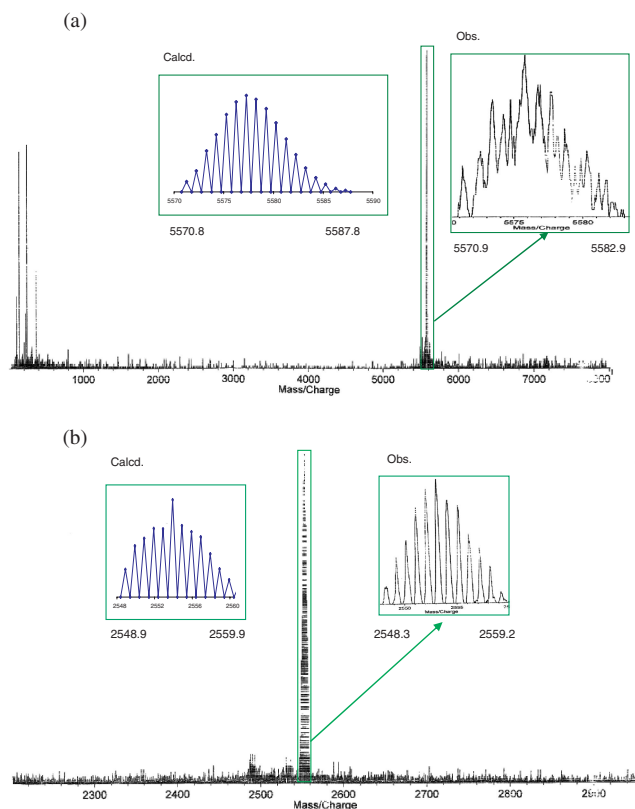 (a)
Calcd.
Obs.
5570 5575 5580 5585 5590
5575 5580
Mass/Charge
5570.8 5587.8
5570.9 5582.9
1000 2000 3000 4000 5000 6000 7000
Mass/Charge
(b)
Calcd.
Obs.
2548 2552 2556 2560
Mass/Charge
2548.9 2559.9
2548.3 2559.2
2300 2400 2500 2600 2700 2800
Mass/Charge